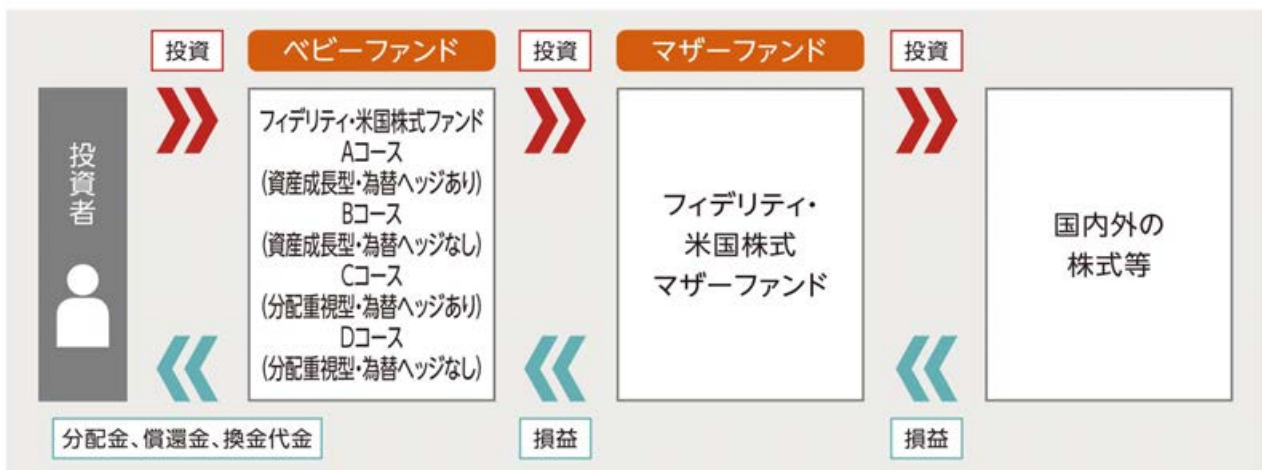 投資
ベビーファンド
投資
マザーファンド
投資
投資者
フィデリティ・米国株式ファンド
Aコース
(資産成長型・為替ヘッジあり)
Bコース
(資産成長型・為替ヘッジなし)
Cコース
(分配重視型・為替ヘッジあり)
Dコース
(分配重視型・為替ヘッジなし)
フィデリティ・
米国株式
マザーファンド
国内外の
株式等
分配金、償還金、換金代金
損益
損益